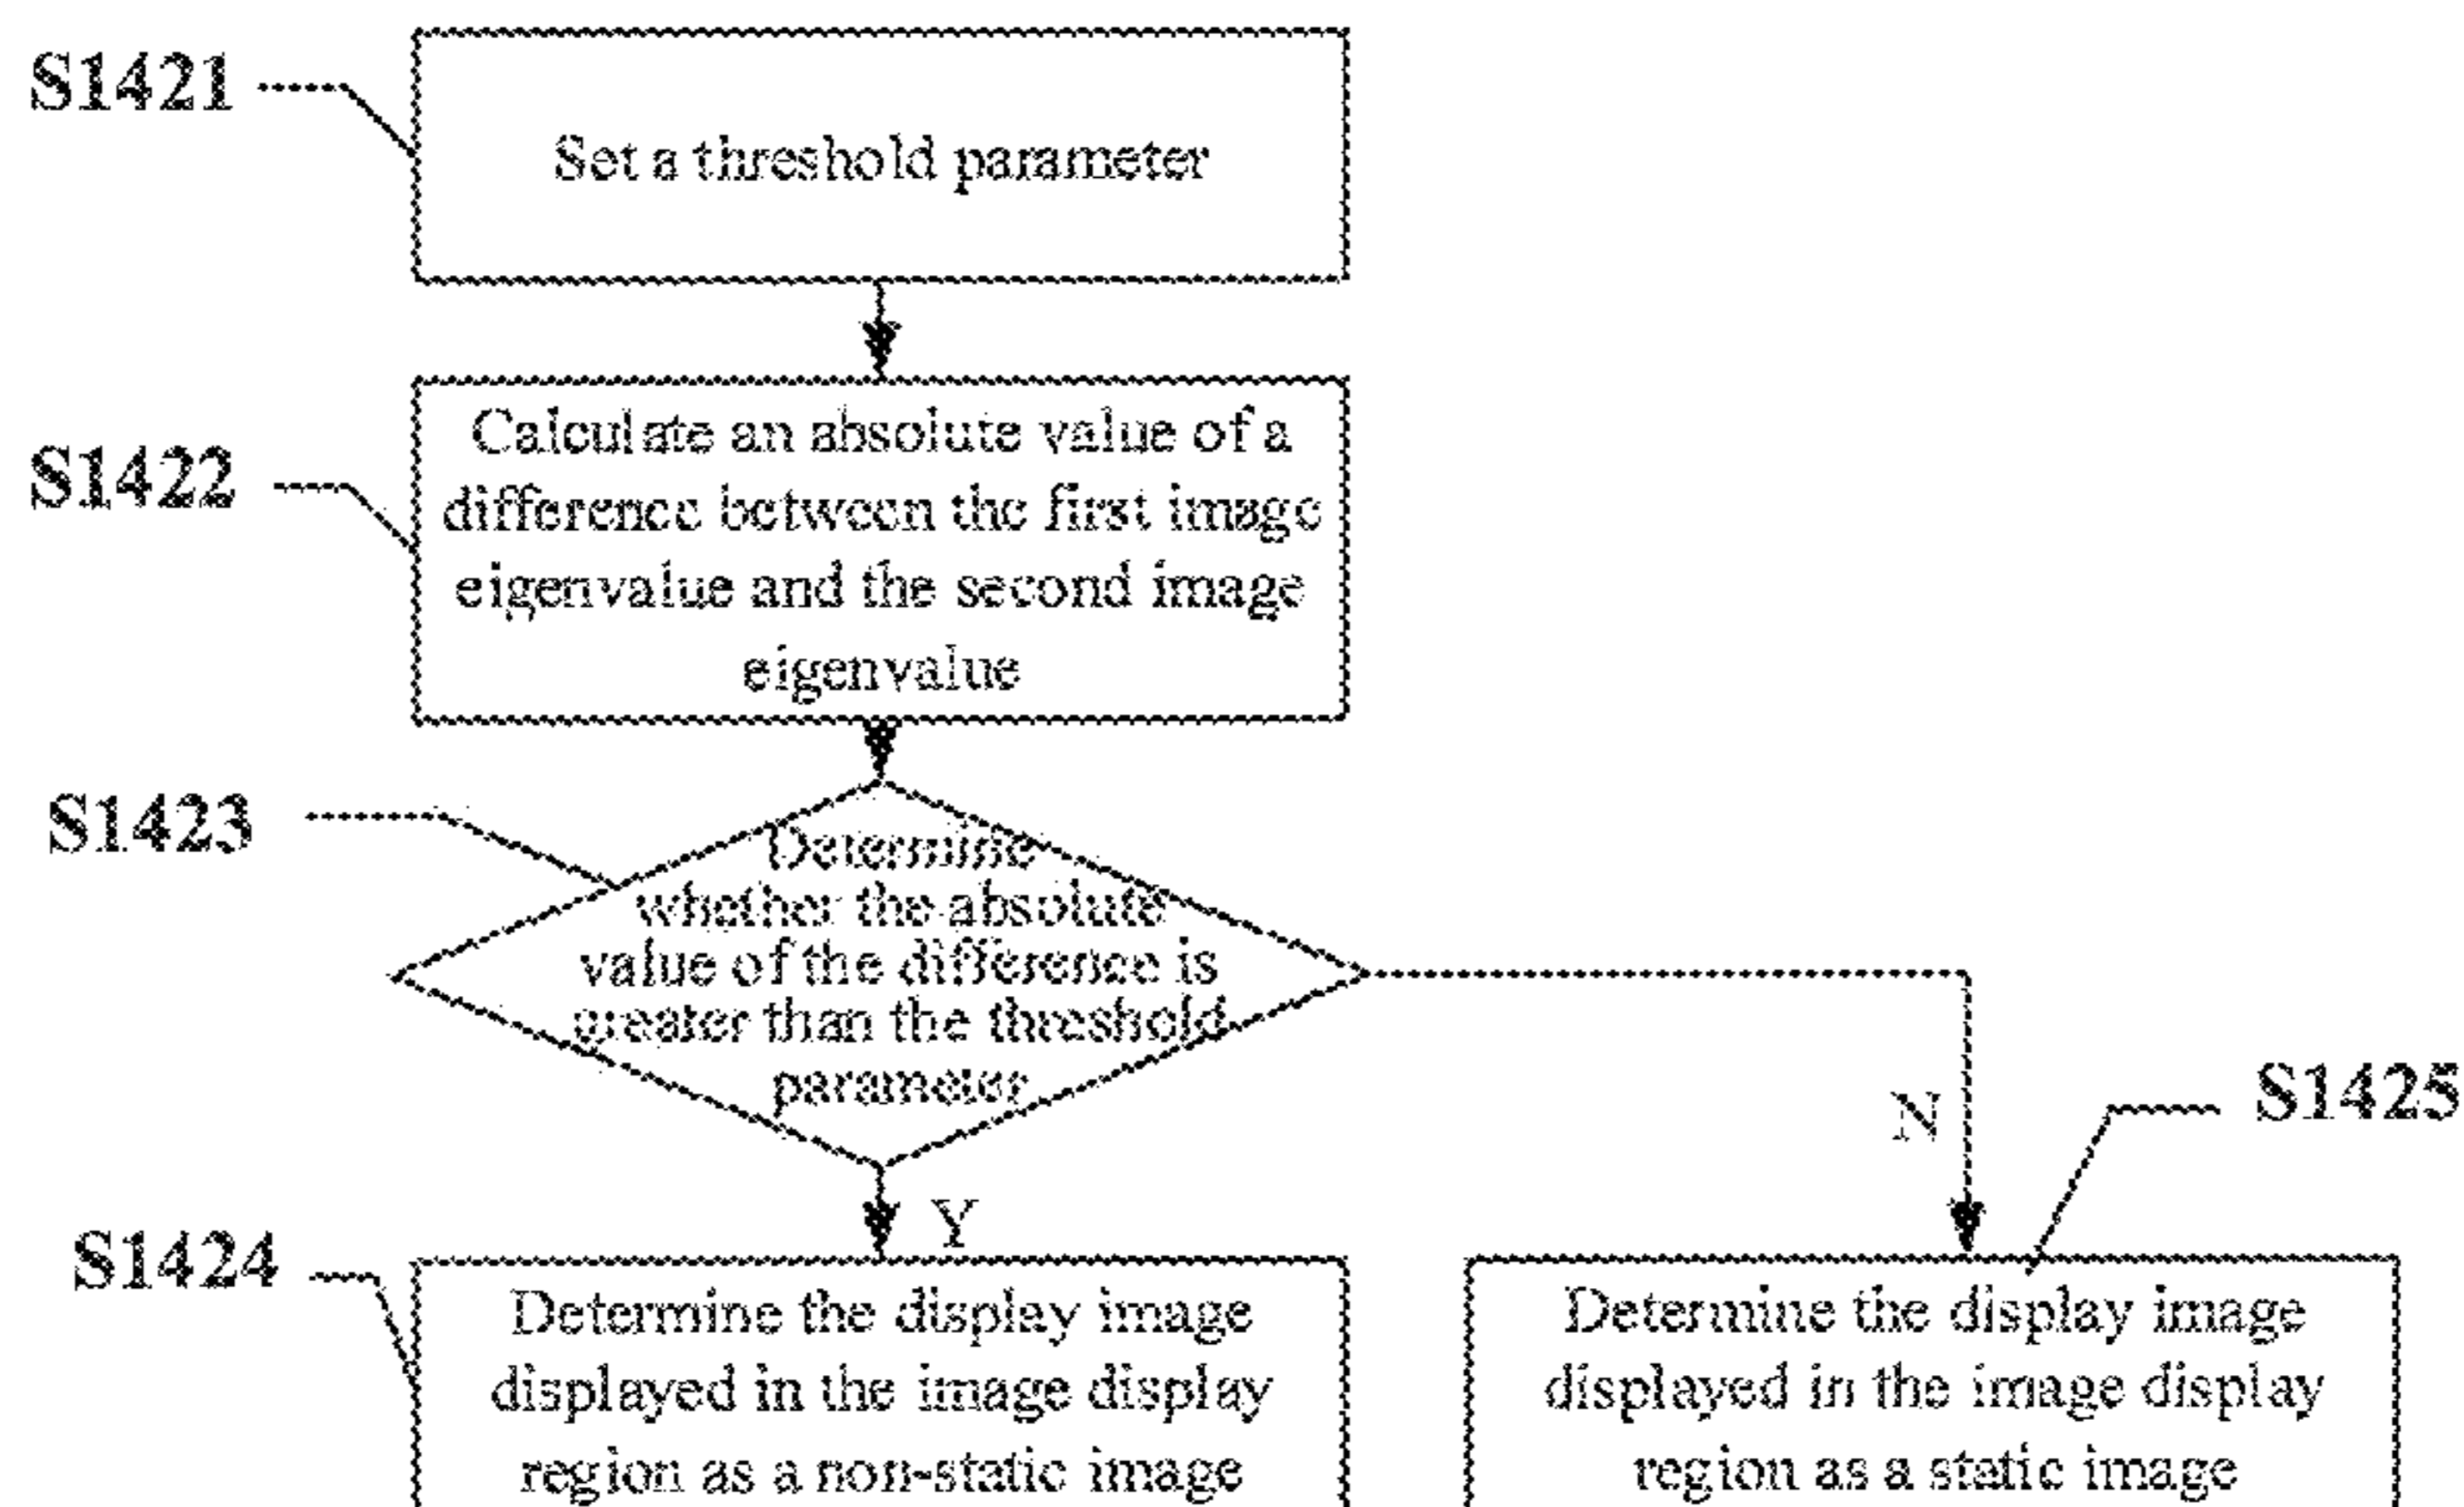 S1421
Set a threshold parameter
S1422
Calculate an absolute value of a
difference between the first image
eigenvalue and the second image
eigenvalue
S1423
Determine
whether the absolute
value of the difference is
greater than the threshold
parameter
N
S1425
Y
S1424
Determine the display image
displayed in the image display
region as a non-static image
Determine the display image
displayed in the image display
region as a static image